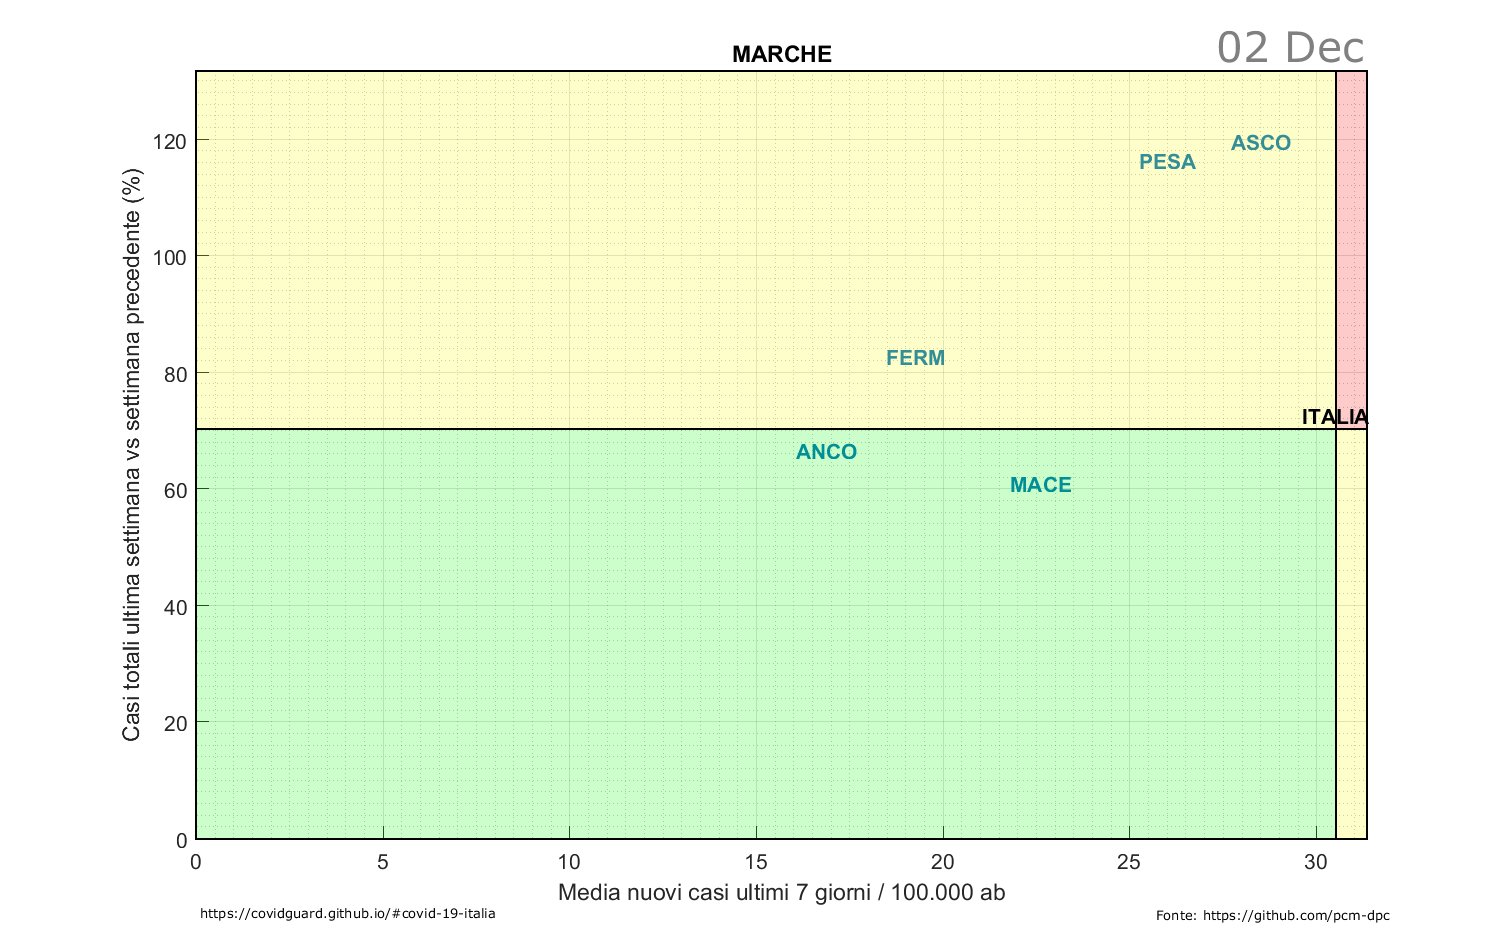 02 Dec
MARCHE
120
100
80
60
40
20
0
Casi totali ultima settimana vs settimana precedente (%)
ASCO
PESA
FERM
ITALIA
ANCO
MACE
0 5 10 15 20 25 30
Media nuovi casi ultimi 7 giorni / 100.000 ab
https://covidguard.github.io/#covid-19-italia
Fonte: https://github.com/pcm-dpc